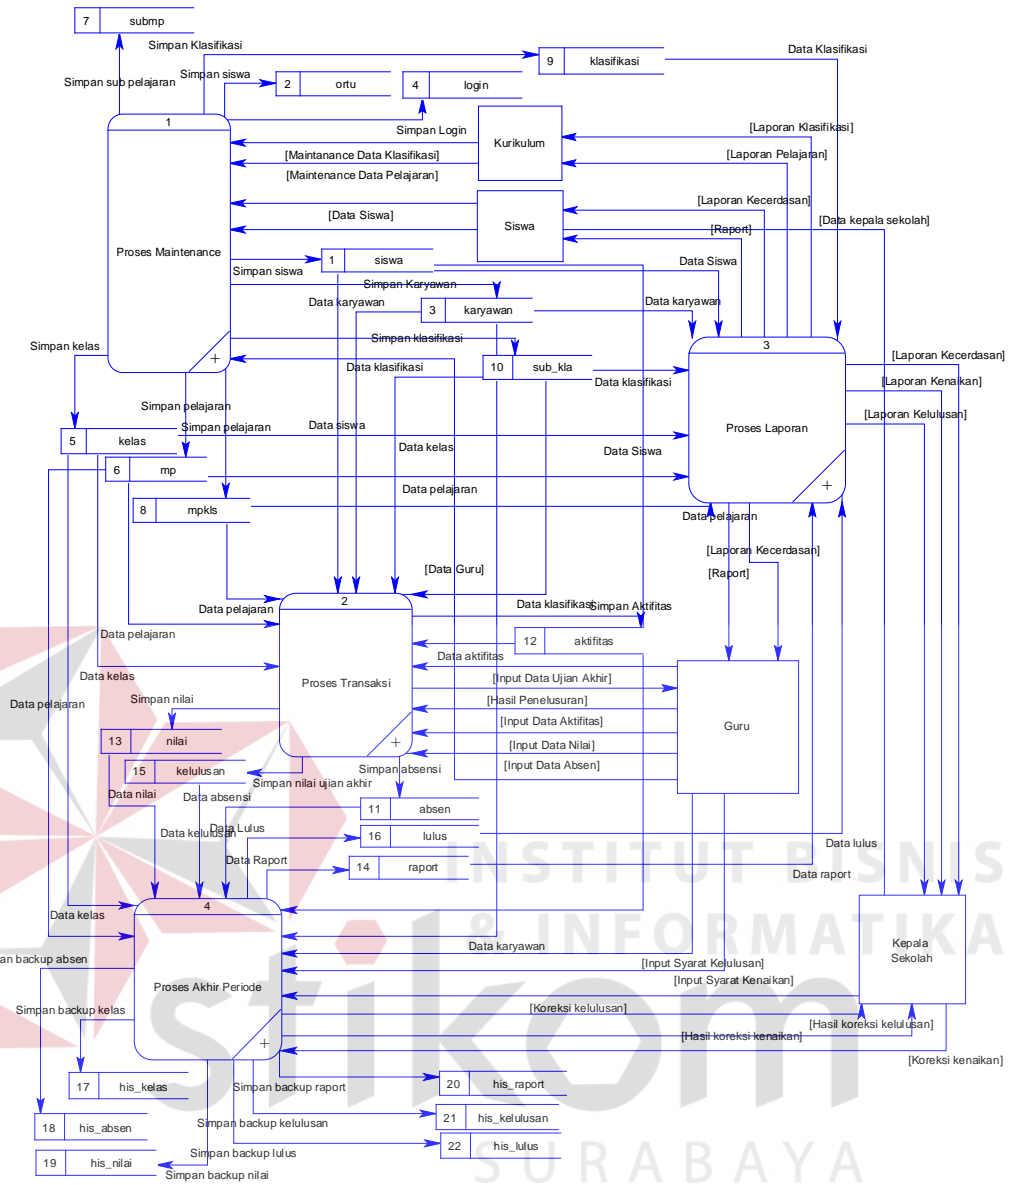 7 submp
Simpan Klasifikasi
Data Klasifikasi
9 klasifikasi
Simpan sub pelajaran
Simpan siswa
2 ortu
4 login
1
Simpan Login
Kurikulum
[Laporan Klasifikasi]
[Maintanance Data Klasifikasi]
[Laporan Pelajaran]
[Maintenance Data Pelajaran]
[Laporan Kecerdasan]
[Data Siswa]
Siswa
[Data kepala sekolah]
[Raport]
Proses Maintenance
1 siswa
Data Siswa
Simpan siswa
Simpan Karyawan
Data karyawan
3 karyawan
Data karyawan
Simpan kelas
Simpan klasifikasi
3
[Laporan Kecerdasan]
Data klasifikasi
10 sub_kla
Data klasifikasi
[Laporan Kenaikan]
Simpan pelajaran
[Laporan Kelulusan]
Simpan pelajaran
Data siswa
Proses Laporan
5 kelas
Data kelas
Data Siswa
6 mp
Data pelajaran
8 mpkls
Data pelajaran
[Laporan Kecerdasan]
[Data Guru]
[Raport]
2
Data pelajaran
Data klasifikasi
Simpan Aktifitas
Data pelajaran
12 aktifitas
Data aktifitas
Data kelas
Proses Transaksi
[Input Data Ujian Akhir]
Data pelajaran
Simpan nilai
[Hasil Penelusuran]
[Input Data Aktifitas]
Guru
13 nilai
[Input Data Nilai]
15 kelulusan
Simpan absensi
[Input Data Absen]
Simpan nilai ujian akhir
Data nilai
Data absensi
11 absen
Data kelulusan
Data Lulus
16 lulus
Data lulus
INSTITUT BISNIS
Data Raport
14 raport
Data raport
4
Data kelas
& INFORMATIKA
Data karyawan
Kepala
Sekolah
an backup absen
[Input Syarat Kelulusan]
Proses Akhir Periode
[Input Syarat Kenaikan]
stikom
Simpan backup kelas
[Koreksi kelulusan]
[Hasil koreksi kelulusan]
[Hasil koreksi kenaikan]
[Koreksi kenaikan]
17 his_kelas
Simpan backup raport
20 his_raport
18 his_absen
Simpan backup kelulusan
21 his_kelulusan
22 his_lulus
19 his_nilai
Simpan backup lulus
Simpan backup nilai
SURABAYA